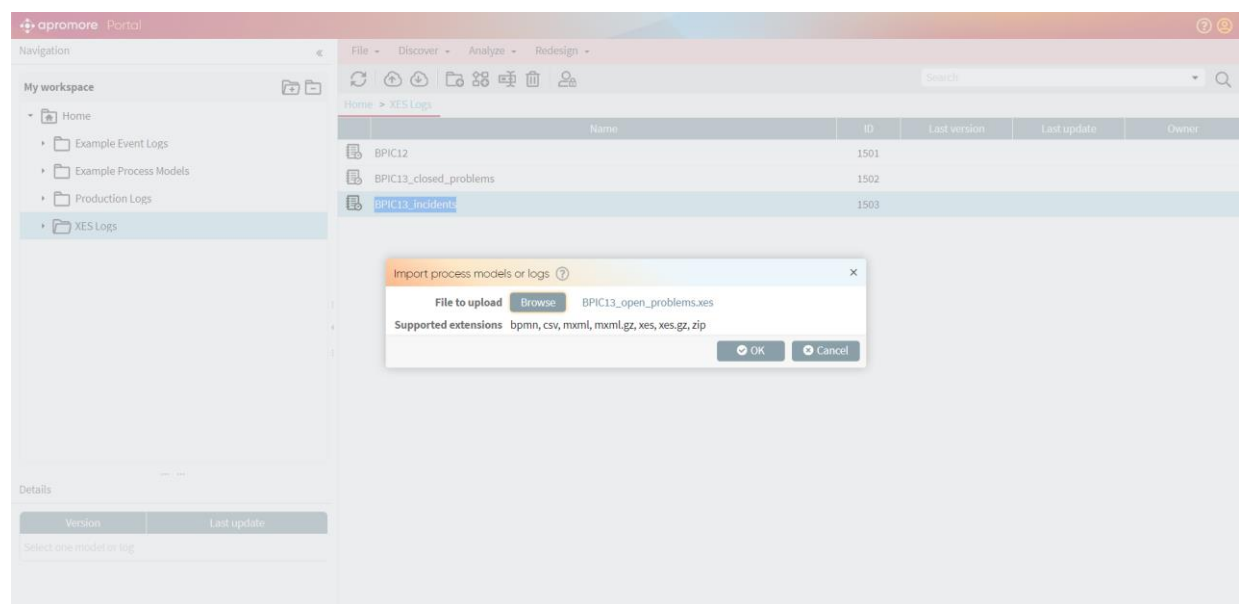 apromore Portal
Navigation
File Discover Analyze Redesign
My workspace
Search
Home > XES Logs
Home
Example Event Logs
Example Process Models
Production Logs
XES Logs
Name ID Last version Last update Owner
BPIC12 1501
BPIC13_closed_problems 1502
BPIC13_incidents 1503
Import process models or logs ?
File to upload Browse BPIC13_open_problems.xes
Supported extensions bpmn, csv, mxml, mxml.gz, xes, xes.gz, zip
OK Cancel
Details
Version Last update
Select one model or log